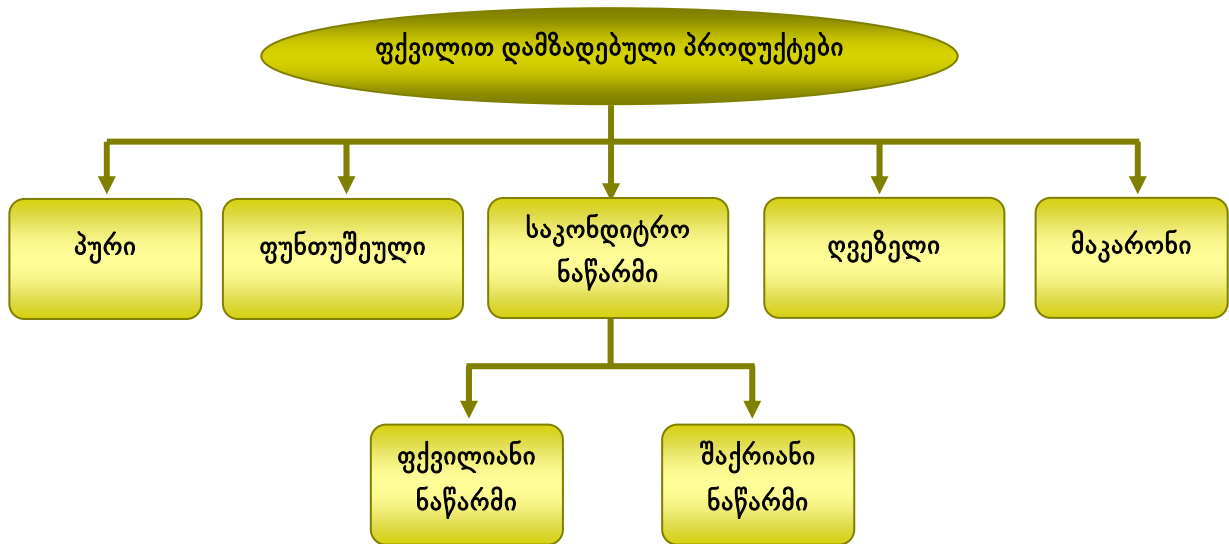 ფქვილით დამზადებული პროდუქტები
პური
ფუნთუშეული
საკონდიტრო
ნაწარმი
ღვეზელი
მაკარონი
ფქვილიანი
ნაწარმი
შაქრიანი
ნაწარმი